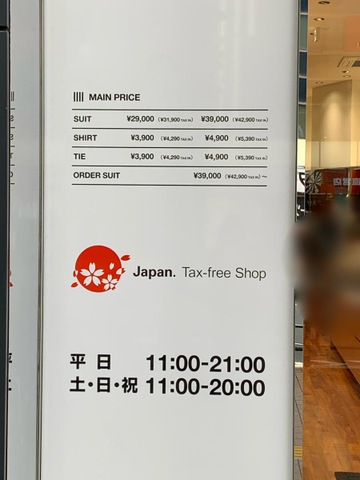 MAIN PRICE
SUIT ¥29,000 (¥31,900 TAX IN) ¥39,000 (¥42,900 TAX IN)
SHIRT ¥3,900 (¥4,290 TAX IN) ¥4,900 (¥5,390 TAX IN)
TIE ¥3,900 (¥4,290 TAX IN) ¥4,900 (¥5,390 TAX IN)
ORDER SUIT ¥39,000 (¥42,900 TAX IN)〜
Japan. Tax-free Shop
平日 11:00-21:00
土・日・祝 11:00-20:00